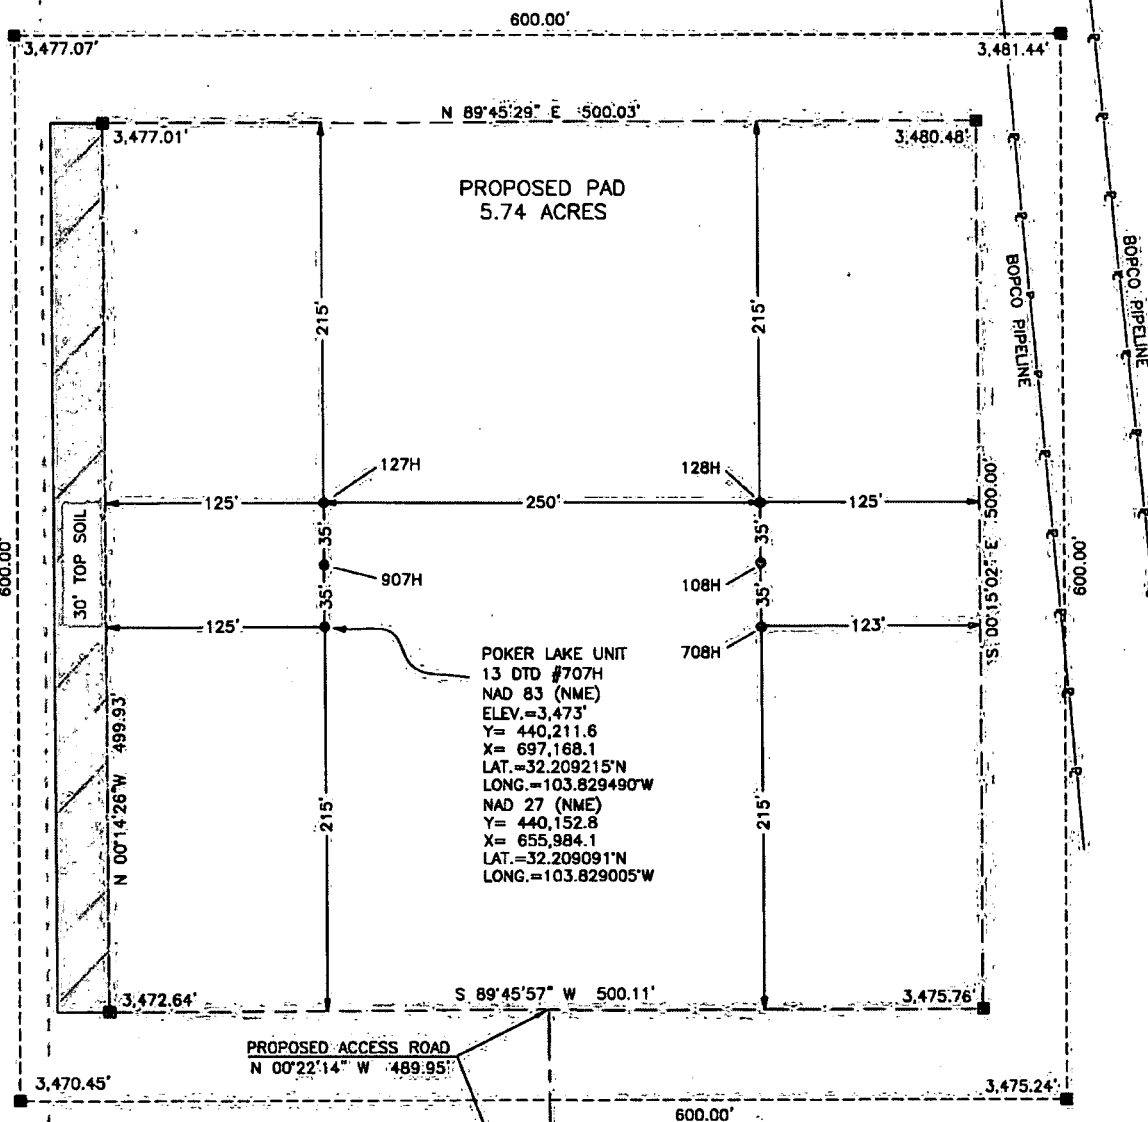 600.00'
3,477.07'
3,481.44'
N 89°45'29" E 500.03'
3,477.01'
3,480.48'
PROPOSED PAD
5.74 ACRES
BOPCO PIPELINE
BOPCO PIPELINE
215'
215'
127H
128H
125'
250'
125'
35'
35'
907H
108H
35'
35'
125'
123'
708H
30' TOP SOIL
600.00'
S 00°15'02" E 500.00'
600.00'
POKER LAKE UNIT
13 DTD #707H
NAD 83 (NME)
ELEV.=3,473'
Y= 440,211.6
X= 697,168.1
LAT.=32.209215°N
LONG.=103.829490°W
NAD 27 (NME)
Y= 440,152.8
X= 655,984.1
LAT.=32.209091°N
LONG.=103.829005°W
N 00°14'26" W 499.93'
215'
215'
3,472.64'
S 89°45'57" W 500.11'
3,475.76'
PROPOSED ACCESS ROAD
N 00°22'14" W 489.95'
3,470.45'
3,475.24'
600.00'